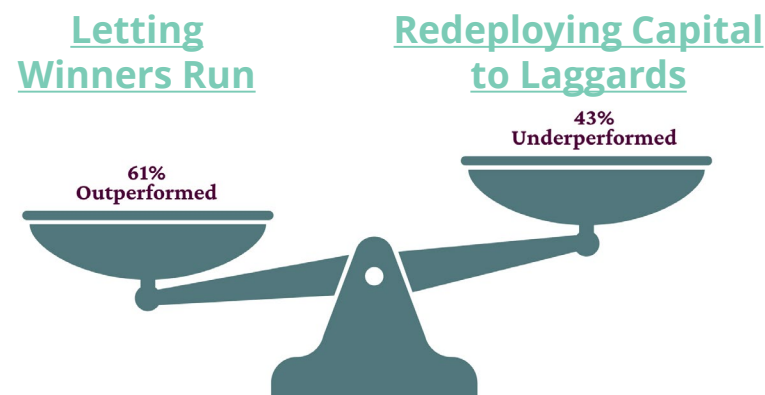 Letting
Winners Run
Redeploying Capital
to Laggards
61%
Outperformed
43%
Underperformed